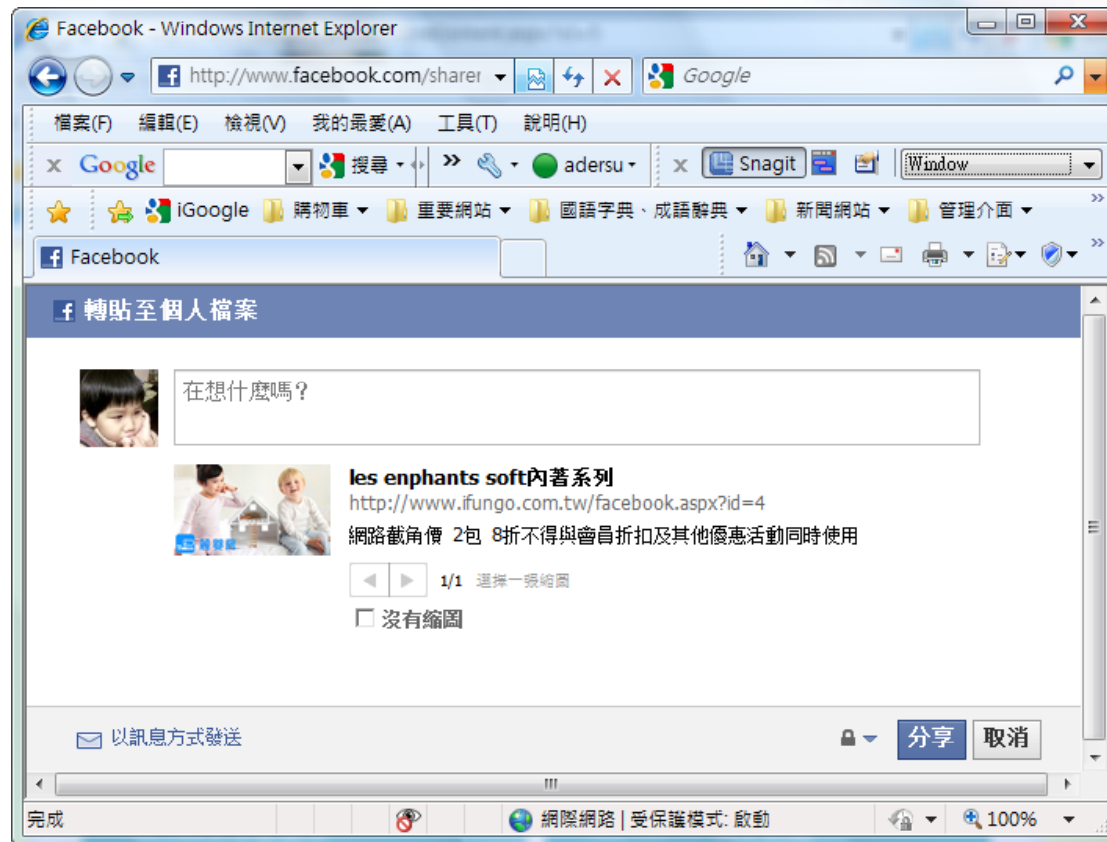 Facebook - Windows Internet Explorer
http://www.facebook.com/sharer
Google
檔案(F) 編輯(E) 檢視(V) 我的最愛(A) 工具(T) 說明(H)
x Google 搜尋 » adersu x Snagit Window
iGoogle 購物車 重要網站 國語字典、成語辭典 新聞網站 管理介面 »
Facebook »
轉貼至個人檔案
在想什麼嗎？
les enphants soft內著系列
http://www.ifungo.com.tw/facebook.aspx?id=4
網路截角價 2包 8折不得與會員折扣及其他優惠活動同時使用
1/1 選擇一張縮圖
沒有縮圖
以訊息方式發送 分享 取消
完成 網際網路 | 受保護模式: 啟動 100%